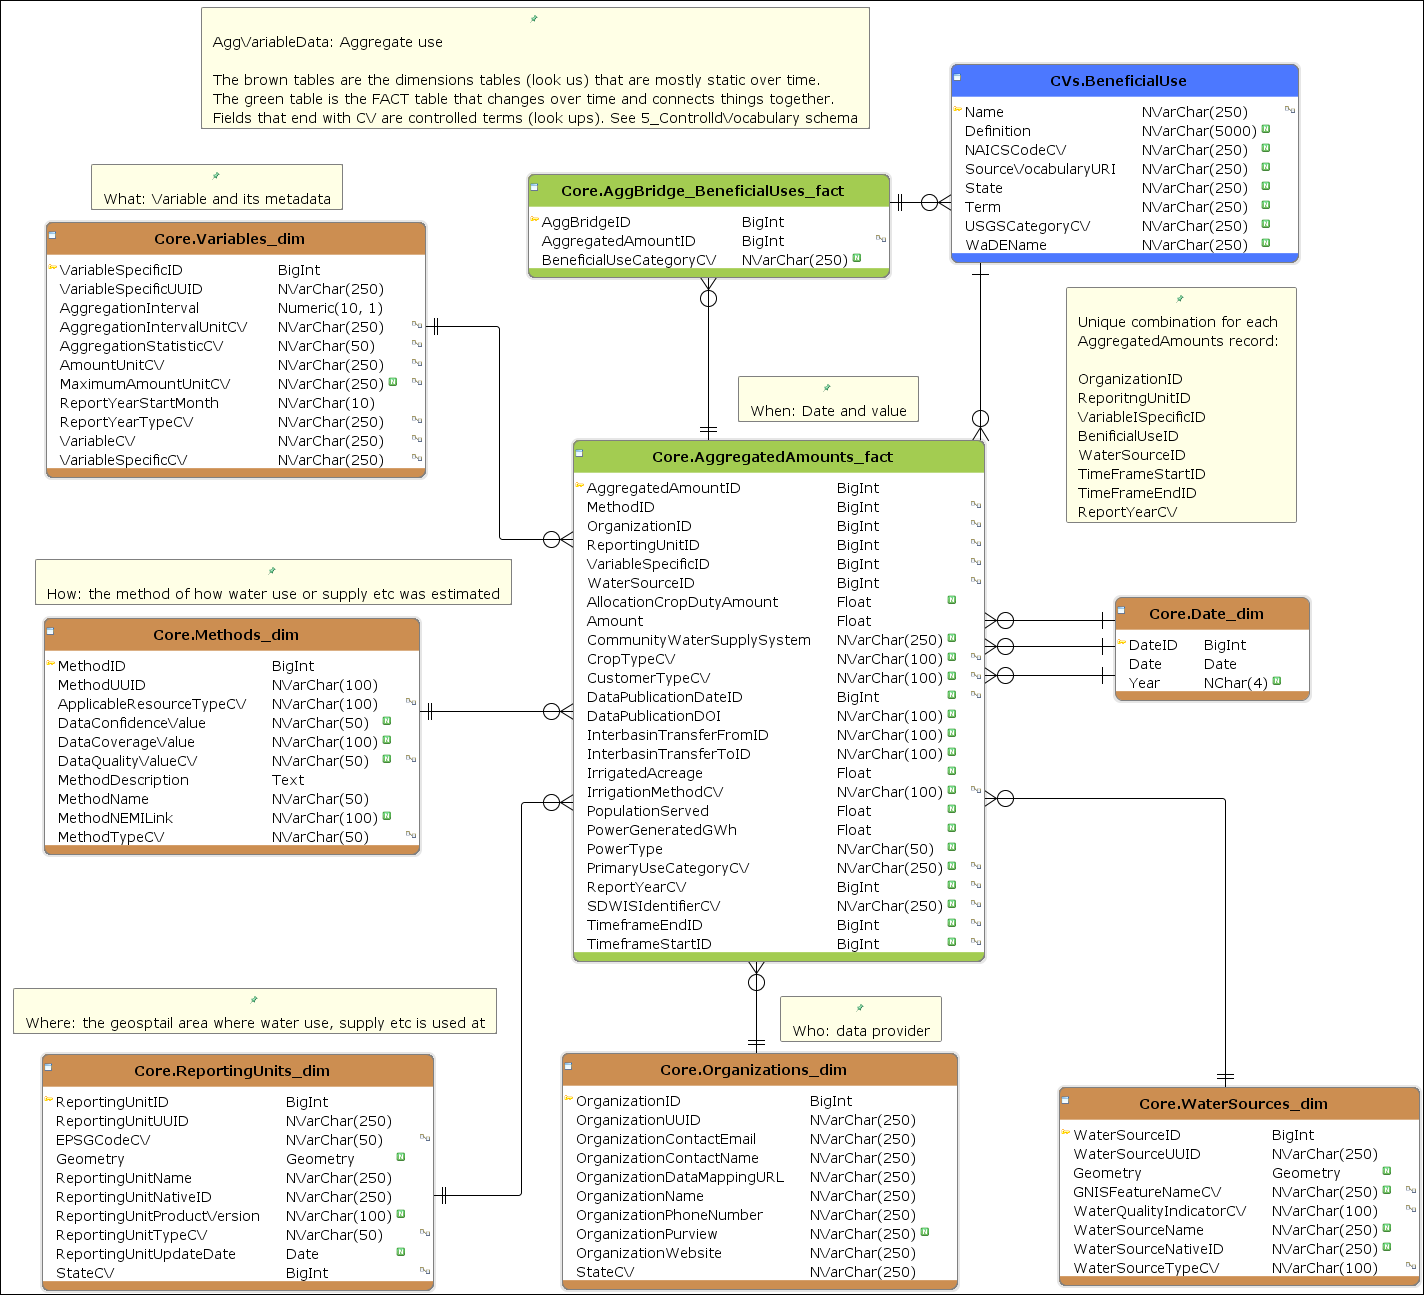 AggVariableData: Aggregate use
The brown tables are the dimensions tables (look us) that are mostly static over time.
The green table is the FACT table that changes over time and connects things together.
Fields that end with CV are controlled terms (look ups). See 5_ControlldVocabulary schema
CVs.BeneficialUse
Name NVarChar(250)
Definition NVarChar(5000) N
NAICSCodeCV NVarChar(250) N
SourceVocabularyURI NVarChar(250) N
State NVarChar(250) N
Term NVarChar(250) N
USGSCategoryCV NVarChar(250) N
WaDEName NVarChar(250) N
What: Variable and its metadata
Core.AggBridge_BeneficialUses_fact
AggBridgeID BigInt
AggregatedAmountID BigInt
BeneficialUseCategoryCV NVarChar(250) N
Core.Variables_dim
VariableSpecificID BigInt
VariableSpecificUUID NVarChar(250)
AggregationInterval Numeric(10, 1)
AggregationIntervalUnitCV NVarChar(250)
AggregationStatisticCV NVarChar(50)
AmountUnitCV NVarChar(250)
MaximumAmountUnitCV NVarChar(250) N
ReportYearStartMonth NVarChar(10)
ReportYearTypeCV NVarChar(250)
VariableCV NVarChar(250)
VariableSpecificCV NVarChar(250)
Unique combination for each
AggregatedAmounts record:
OrganizationID
ReporitngUnitID
VariableISpecificID
BenificialUseID
WaterSourceID
TimeFrameStartID
TimeFrameEndID
ReportYearCV
When: Date and value
Core.AggregatedAmounts_fact
AggregatedAmountID BigInt
MethodID BigInt
OrganizationID BigInt
ReportingUnitID BigInt
VariableSpecificID BigInt
WaterSourceID BigInt
AllocationCropDutyAmount Float N
Amount Float
CommunityWaterSupplySystem NVarChar(250) N
CropTypeCV NVarChar(100) N
CustomerTypeCV NVarChar(100) N
DataPublicationDateID BigInt N
DataPublicationDOI NVarChar(100) N
InterbasinTransferFromID NVarChar(100) N
InterbasinTransferToID NVarChar(100) N
IrrigatedAcreage Float N
IrrigationMethodCV NVarChar(100) N
PopulationServed Float N
PowerGeneratedGWh Float N
PowerType NVarChar(50) N
PrimaryUseCategoryCV NVarChar(250) N
ReportYearCV BigInt N
SDWISIdentifierCV NVarChar(250) N
TimeframeEndID BigInt N
TimeframeStartID BigInt N
How: the method of how water use or supply etc was estimated
Core.Methods_dim
MethodID BigInt
MethodUUID NVarChar(100)
ApplicableResourceTypeCV NVarChar(100)
DataConfidenceValue NVarChar(50) N
DataCoverageValue NVarChar(100) N
DataQualityValueCV NVarChar(50) N
MethodDescription Text
MethodName NVarChar(50)
MethodNEMILink NVarChar(100) N
MethodTypeCV NVarChar(50)
Core.Date_dim
DateID BigInt
Date Date
Year NChar(4) N
Where: the geosptail area where water use, supply etc is used at
Core.ReportingUnits_dim
ReportingUnitID BigInt
ReportingUnitUUID NVarChar(250)
EPSGCodeCV NVarChar(50)
Geometry Geometry N
ReportingUnitName NVarChar(250)
ReportingUnitNativeID NVarChar(250)
ReportingUnitProductVersion NVarChar(100) N
ReportingUnitTypeCV NVarChar(50)
ReportingUnitUpdateDate Date N
StateCV BigInt
Who: data provider
Core.Organizations_dim
OrganizationID BigInt
OrganizationUUID NVarChar(250)
OrganizationContactEmail NVarChar(250)
OrganizationContactName NVarChar(250)
OrganizationDataMappingURL NVarChar(250)
OrganizationName NVarChar(250)
OrganizationPhoneNumber NVarChar(250)
OrganizationPurview NVarChar(250) N
OrganizationWebsite NVarChar(250)
StateCV NVarChar(250)
Core.WaterSources_dim
WaterSourceID BigInt
WaterSourceUUID NVarChar(250)
Geometry Geometry N
GNISFeatureNameCV NVarChar(250) N
WaterQualityIndicatorCV NVarChar(100)
WaterSourceName NVarChar(250) N
WaterSourceNativeID NVarChar(250) N
WaterSourceTypeCV NVarChar(100)